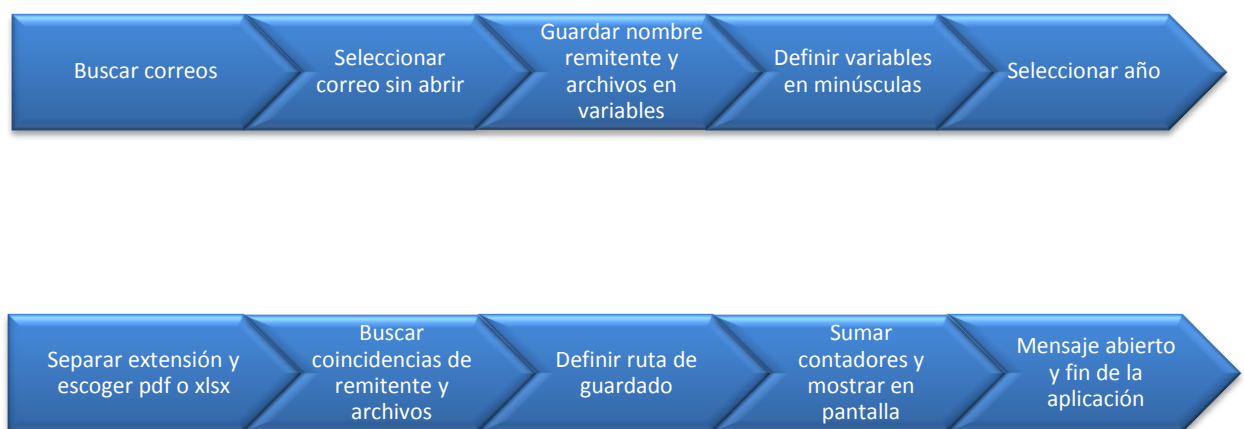 Buscar correos
Seleccionar
correo sin abrir
Guardar nombre
remitente y
archivos en
variables
Definir variables
en minúsculas
Seleccionar año
Separar extensión y
escoger pdf o xlsx
Buscar
coincidencias de
remitente y
archivos
Definir ruta de
guardado
Sumar
contadores y
mostrar en
pantalla
Mensaje abierto
y fin de la
aplicación